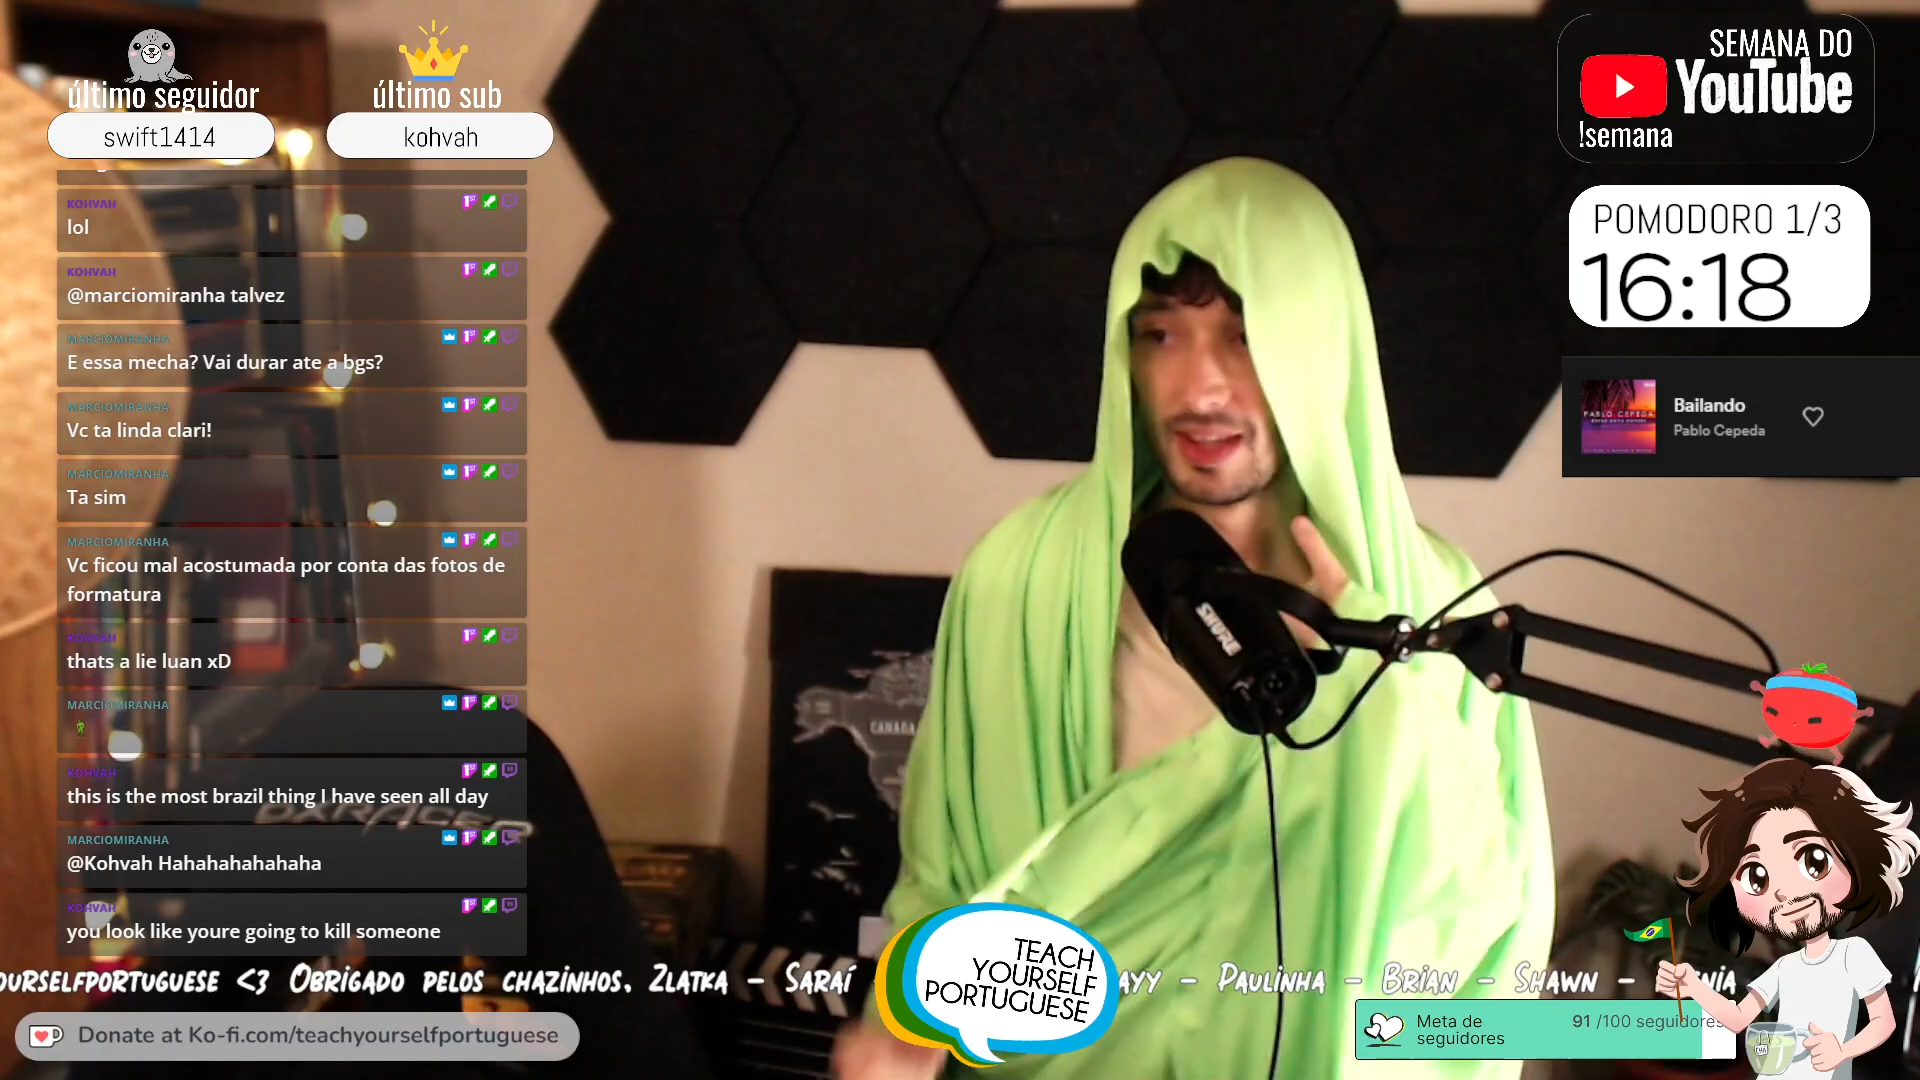 último seguidor
swift1414
último sub
kohvah
KOHVAH
lol
KOHVAH
@marciomiranha talvez
MARCIOMIRANHA
E essa mecha? Vai durar ate a bgs?
MARCIOMIRANHA
Vc ta linda clari!
MARCIOMIRANHA
Ta sim
MARCIOMIRANHA
Vc ficou mal acostumada por conta das fotos de
formatura
KOHVAH
thats a lie luan xD
MARCIOMIRANHA
KOHVAH
this is the most brazil thing I have seen all day
MARCIOMIRANHA
@Kohvah Hahahahahahaha
KOHVAH
you look like youre going to kill someone
OURSELFPORTUGUESE <3 OBRIGADO PELOS CHAZINHOS, ZLATKA – SARAÍ
AYY – PAULINHA – BRIAN – SHAWN –
Donate at Ko-fi.com/teachyourselfportuguese
TEACH
YOURSELF
PORTUGUESE
SEMANA DO
YouTube
!semana
POMODORO 1/3
16:18
PABLO CEPEDA
Bailando
Pablo Cepeda
SHURE
CANADA
DXRACER
Meta de
seguidores
91 /100 seguidores